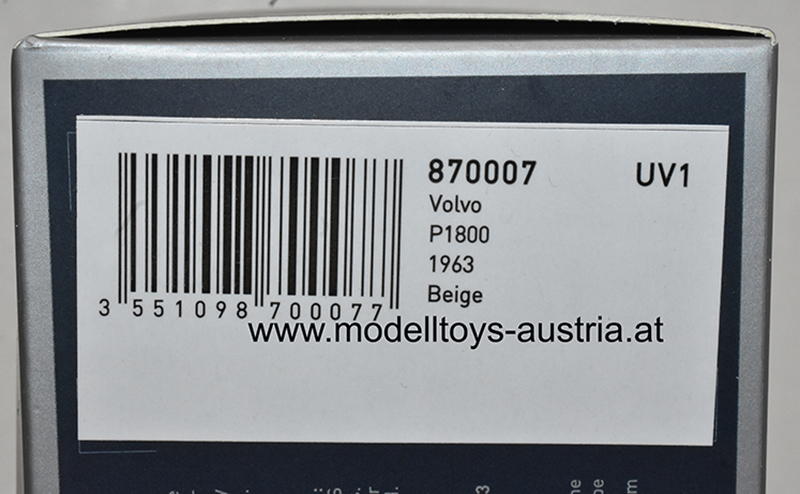 870007 UV1
Volvo
P1800
1963
Beige
3 551098 700077
www.modelltoys-austria.at